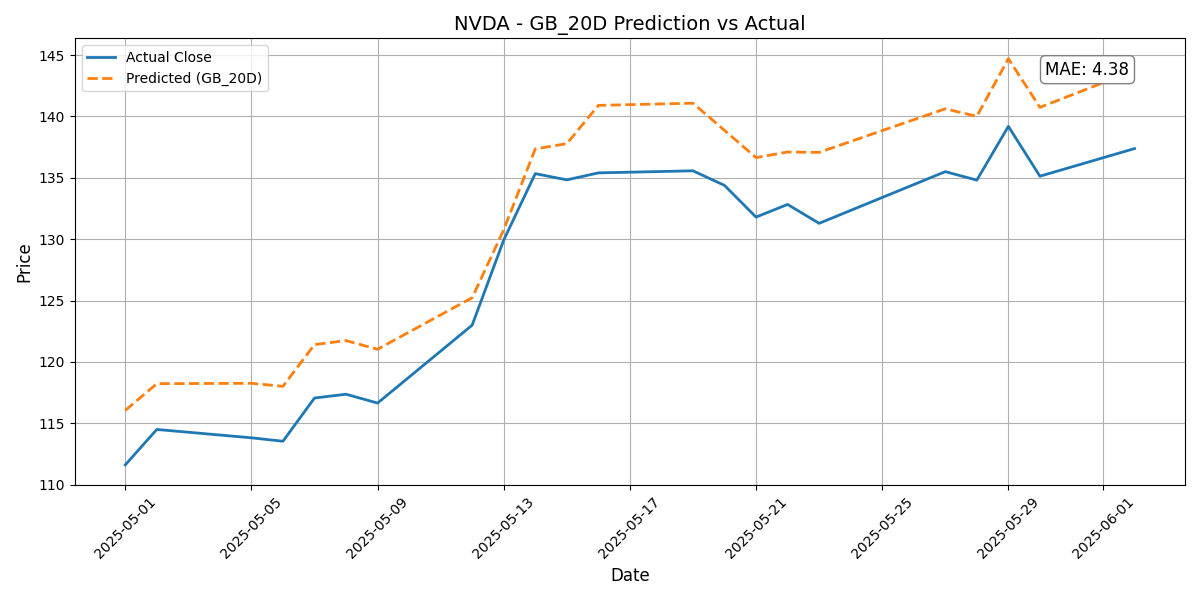 NVDA - GB_20D Prediction vs Actual
Actual Close
Predicted (GB_20D)
MAE: 4.38
Price
145
140
135
130
125
120
115
110
2025-05-01
2025-05-05
2025-05-09
2025-05-13
2025-05-17
2025-05-21
2025-05-25
2025-05-29
2025-06-01
Date